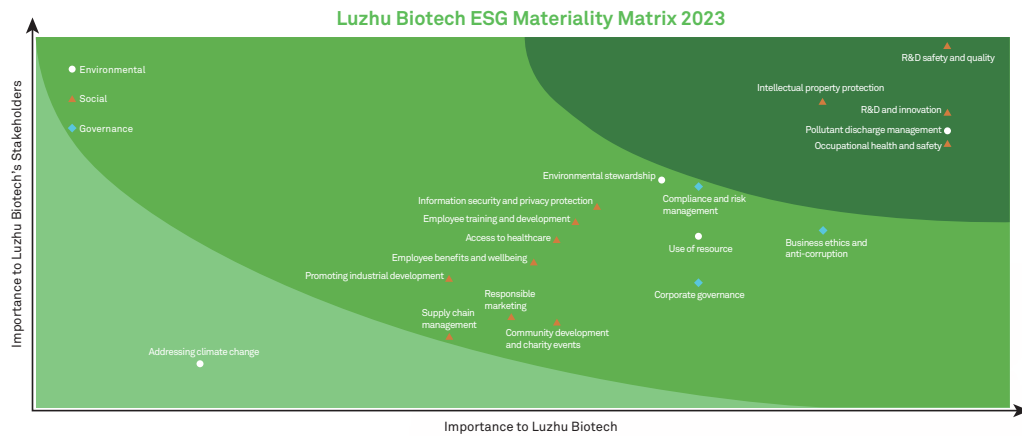 Luzhu Biotech ESG Materiality Matrix 2023
Importance to Luzhu Biotech's Stakeholders
Environmental
Social
Governance
R&D safety and quality
Intellectual property protection
R&D and innovation
Pollutant discharge management
Occupational health and safety
Environmental stewardship
Compliance and risk
management
Information security and privacy protection
Employee training and development
Access to healthcare
Use of resource
Business ethics and
anti-corruption
Employee benefits and wellbeing
Promoting industrial development
Corporate governance
Responsible
marketing
Supply chain
management
Community development
and charity events
Addressing climate change
Importance to Luzhu Biotech